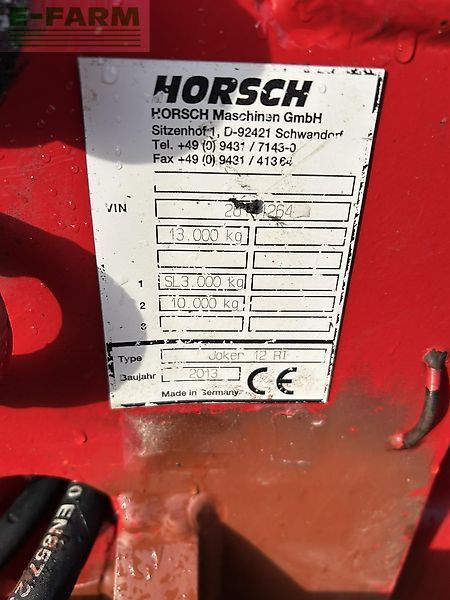 E-FARM
HORSCH
HORSCH Maschinen GmbH
Sitzenhof 1, D-92421 Schwandorf
Tel. +49 (0) 9431 / 7143-0
Fax +49 (0) 9431 / 41364
VIN
13.000 kg
1 SL3.000 kg
2 10.000 kg
3
Type Joker 12 RT
Baujahr 2013 CE
Made in Germany
EN857 2